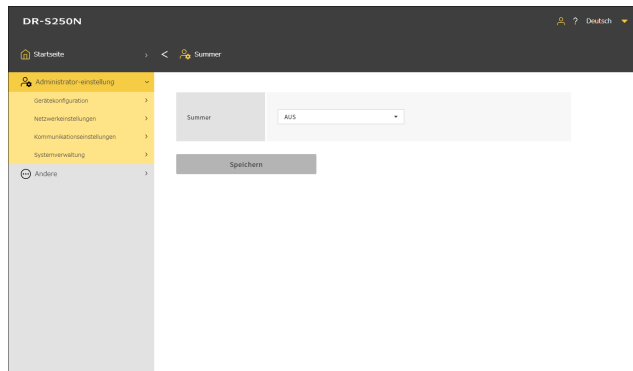 DR-S250N
? Deutsch
Startseite
Summer
Administrator-einstellung
Gerätekonfiguration
Netzwerkeinstellungen
Kommunikationseinstellungen
Systemverwaltung
Andere
Summer
AUS
Speichern